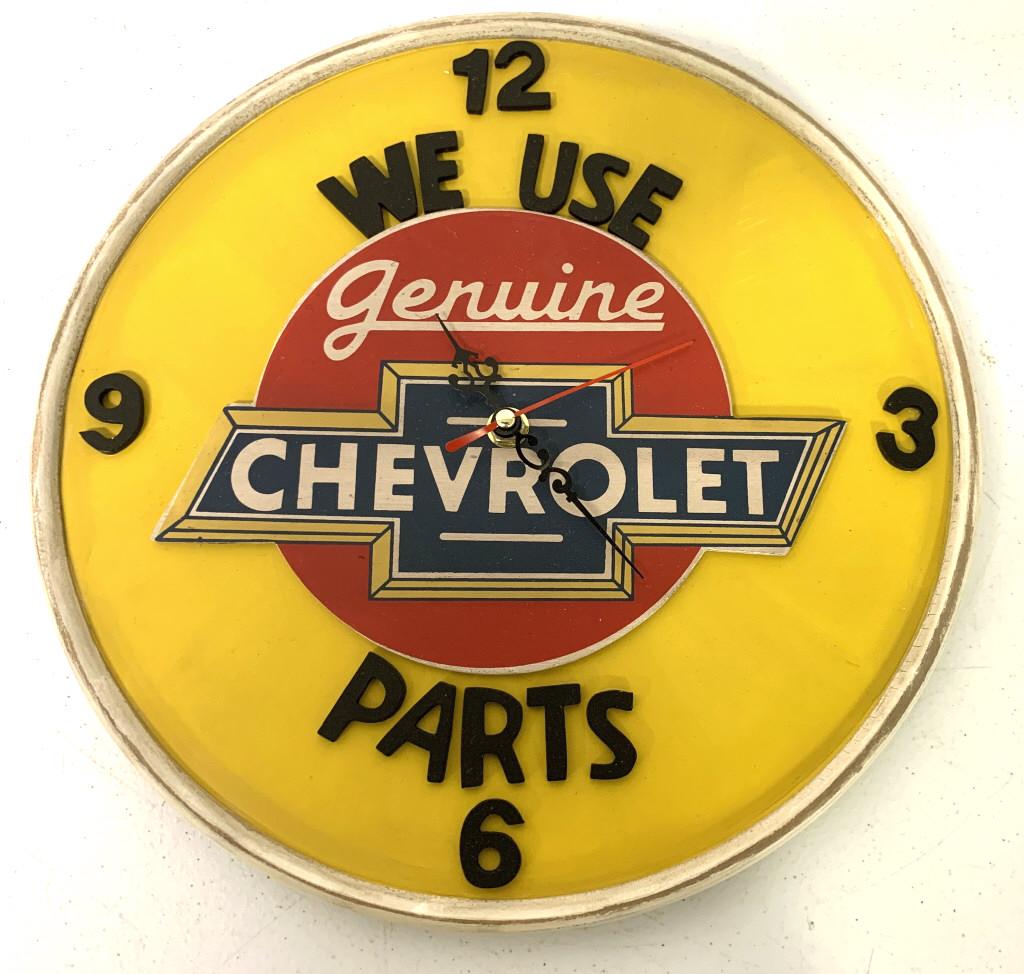 12
WE USE
Genuine
9 3
CHEVROLET
PARTS
6